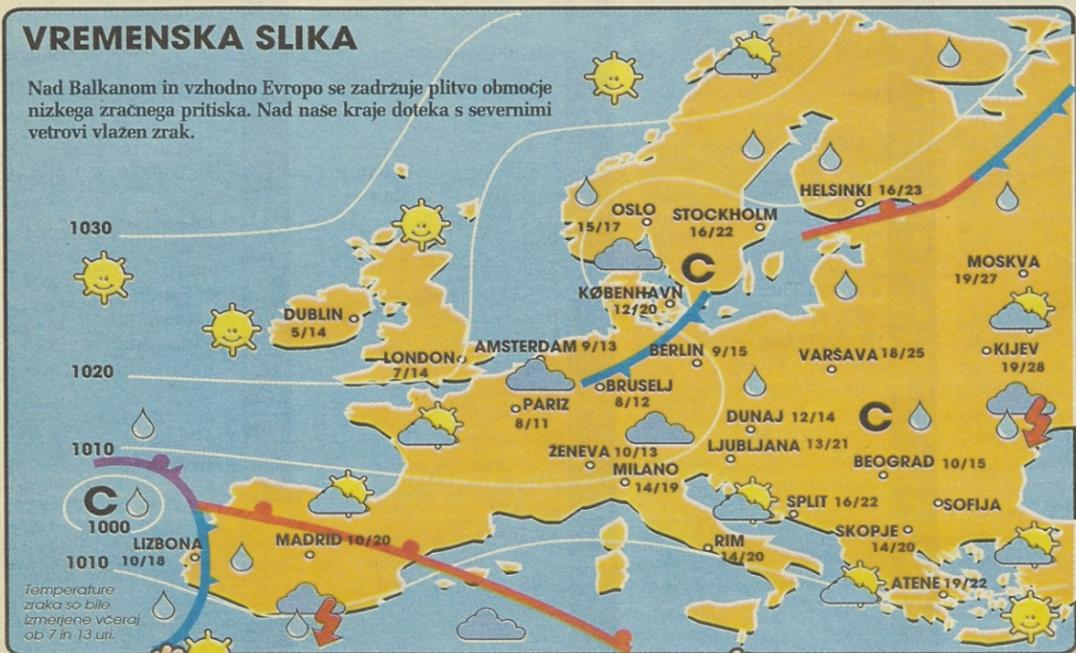 VREMENSKA SLIKA
Nad Balkanom in vzhodno Evropo se zadržuje plitvo območje
nizkega zračnega pritiska. Nad naše kraje doteka s severnimi
vetrovi vlažen zrak.
HELSINKI 16/23
OSLO
15/17
STOCKHOLM
16/22
1030
C
MOSKVA
19/27
KØBENHAVN
12/20
DUBLIN
5/14
LONDON
7/14
AMSTERDAM 9/13
BERLIN 9/15
VARŠAVA 18/25
KIJEV
19/28
1020
BRUSELJ
8/12
PARIZ
8/11
DUNAJ 12/14
C
LJUBLJANA 13/21
1010
ŽENEVA 10/13
BEOGRAD 10/15
MILANO
14/19
C
1000
SPLIT 16/22
SOFIJA
SKOPJE
14/20
LIZBONA
10/18
MADRID 10/20
RIM
14/20
1010
ATENE 19/22
Temperature
zraka so bile
izmerjene včeraj
ob 7 in 13 uri.